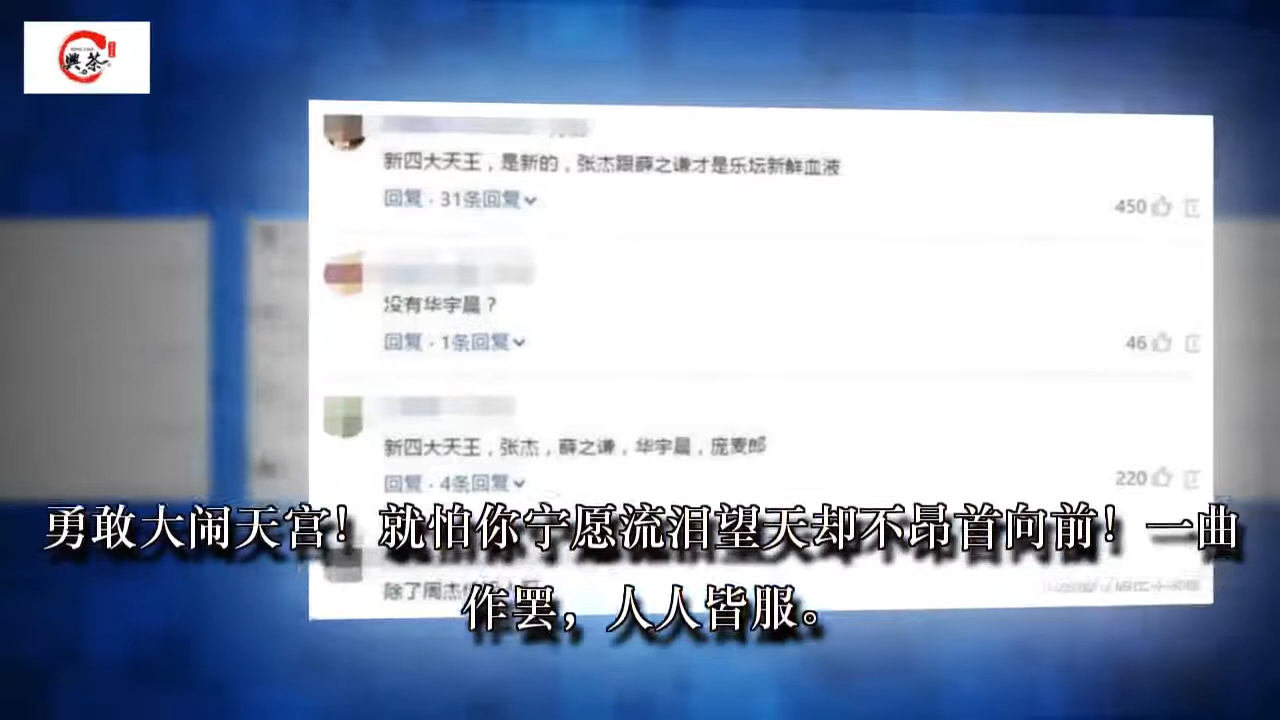 興茶
新四大天王，是新的，张杰跟薛之谦才是乐坛新鲜血液
回复 · 31条回复
450
没有华宇晨？
回复 · 1条回复
46
新四大天王，张杰，薛之谦，华宇晨，庞麦郎
回复 · 4条回复
220
勇敢大闹天宫！就怕你宁愿流泪望天却不昂首向前！一曲
除了周杰
作罢，人人皆服。